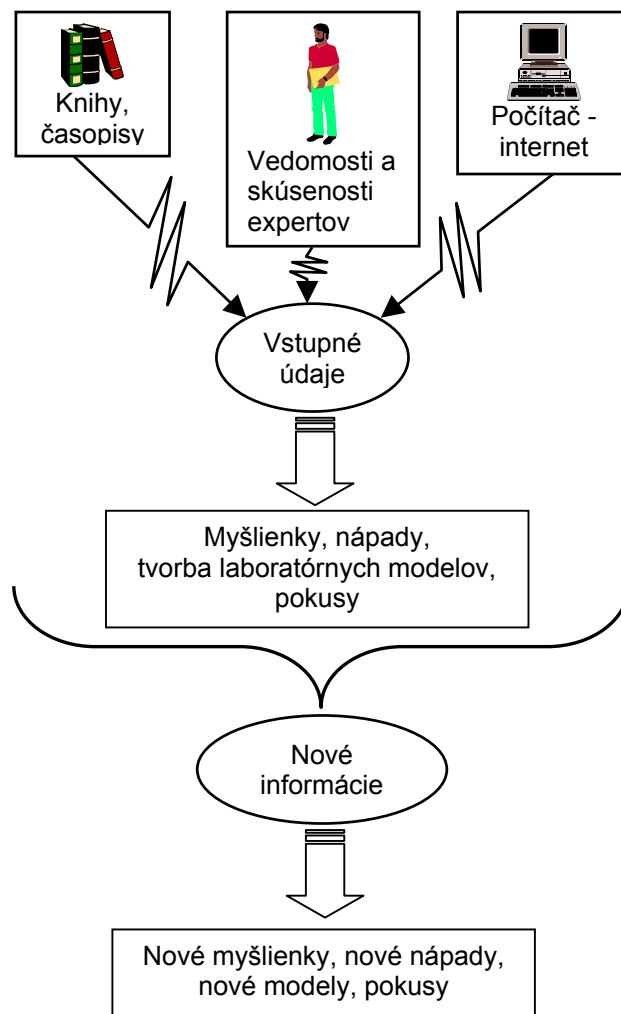 Knihy,
časopisy
Vedomosti a
skúsenosti
expertov
Počítač -
internet
Vstupné
údaje
Myšlienky, nápady,
tvorba laboratórnych modelov,
pokusy
Nové
informácie
Nové myšlienky, nové nápady,
nové modely, pokusy